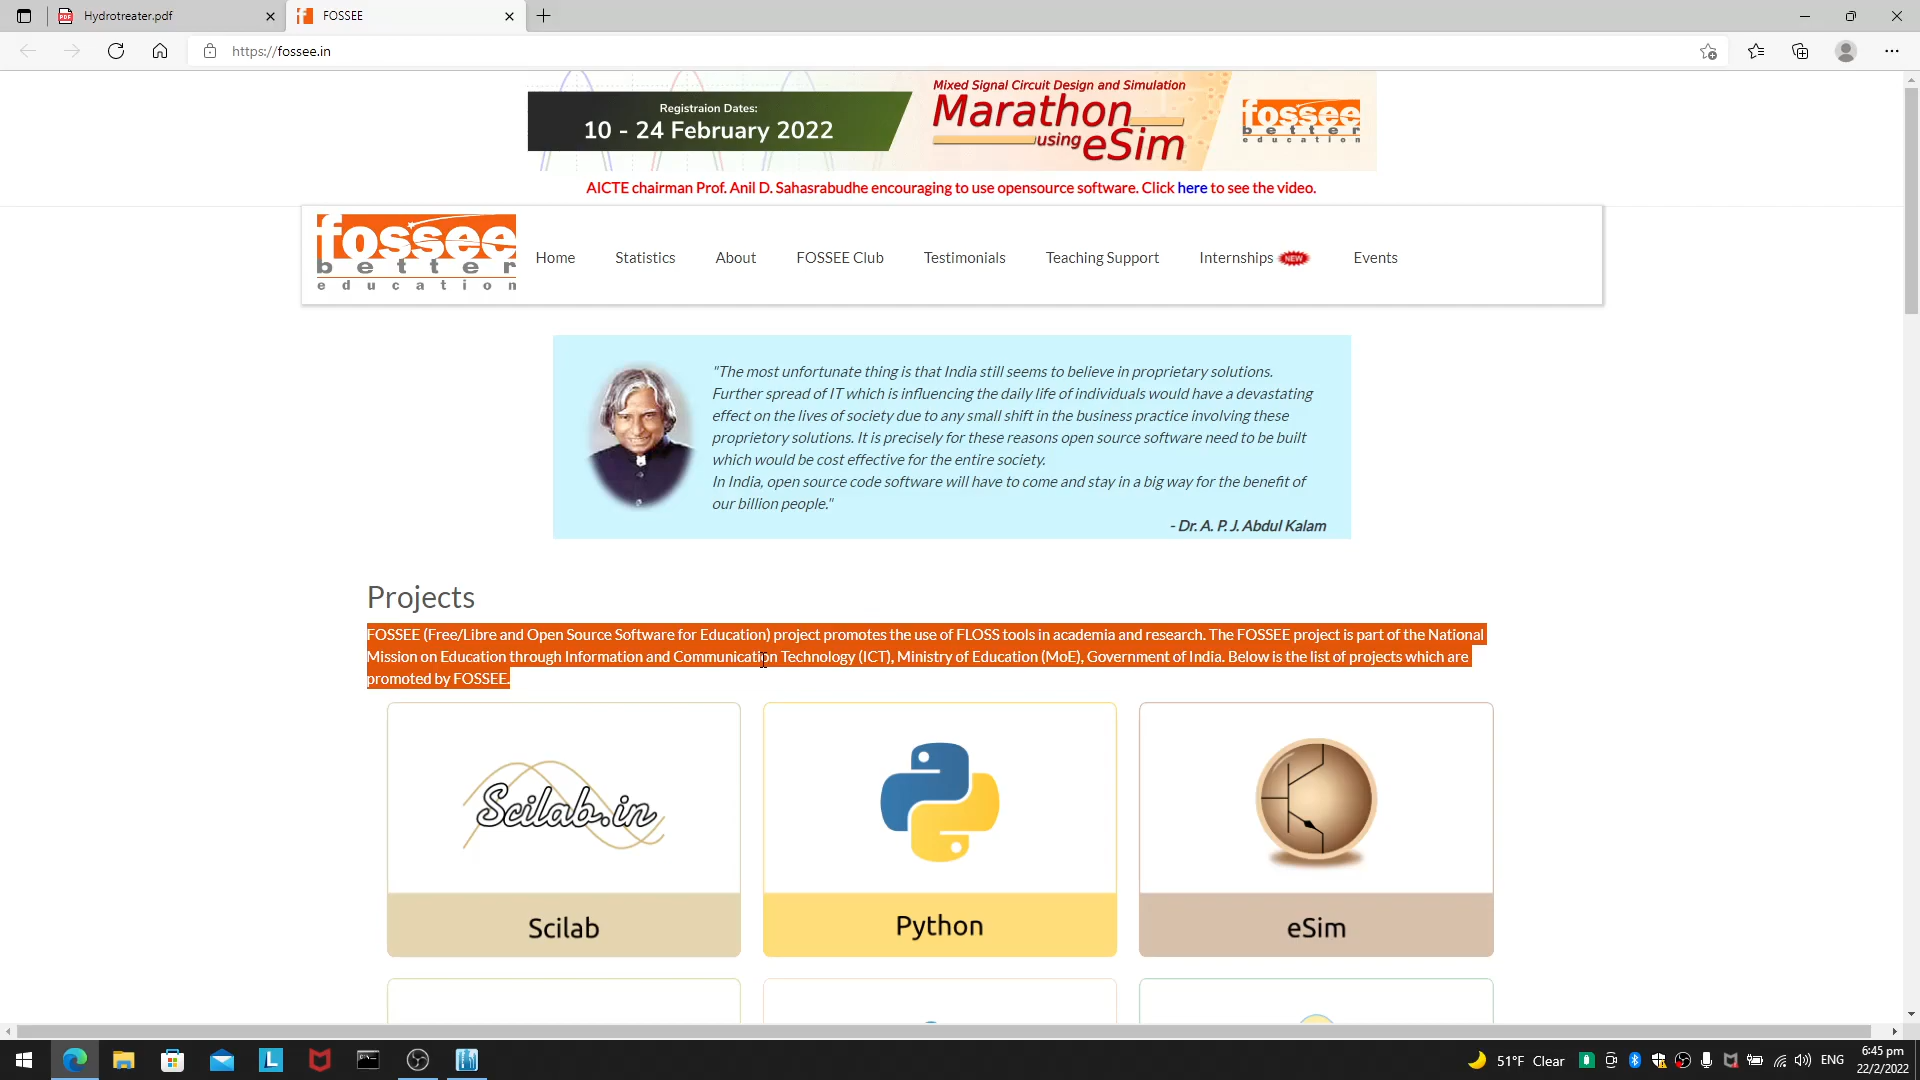 Hydrotreater.pdf
FOSSEE
https://fossee.in
Registraion Dates:
10 - 24 February 2022
Mixed Signal Circuit Design and Simulation
Marathon
using eSim
fossee
better
education
AICTE chairman Prof. Anil D. Sahasrabudhe encouraging to use opensource software. Click here to see the video.
fossee
better
education
Home
Statistics
About
FOSSEE Club
Testimonials
Teaching Support
Internships NEW
Events
"The most unfortunate thing is that India still seems to believe in proprietary solutions.
Further spread of IT which is influencing the daily life of individuals would have a devastating
effect on the lives of society due to any small shift in the business practice involving these
proprietory solutions. It is precisely for these reasons open source software need to be built
which would be cost effective for the entire society.
In India, open source code software will have to come and stay in a big way for the benefit of
our billion people."
- Dr. A. P. J. Abdul Kalam
Projects
FOSSEE (Free/Libre and Open Source Software for Education) project promotes the use of FLOSS tools in academia and research. The FOSSEE project is part of the National
Mission on Education through Information and Communication Technology (ICT), Ministry of Education (MoE), Government of India. Below is the list of projects which are
promoted by FOSSEE.
Scilab.in
Scilab
Python
eSim
51°F Clear
ENG
6:45 pm
22/2/2022